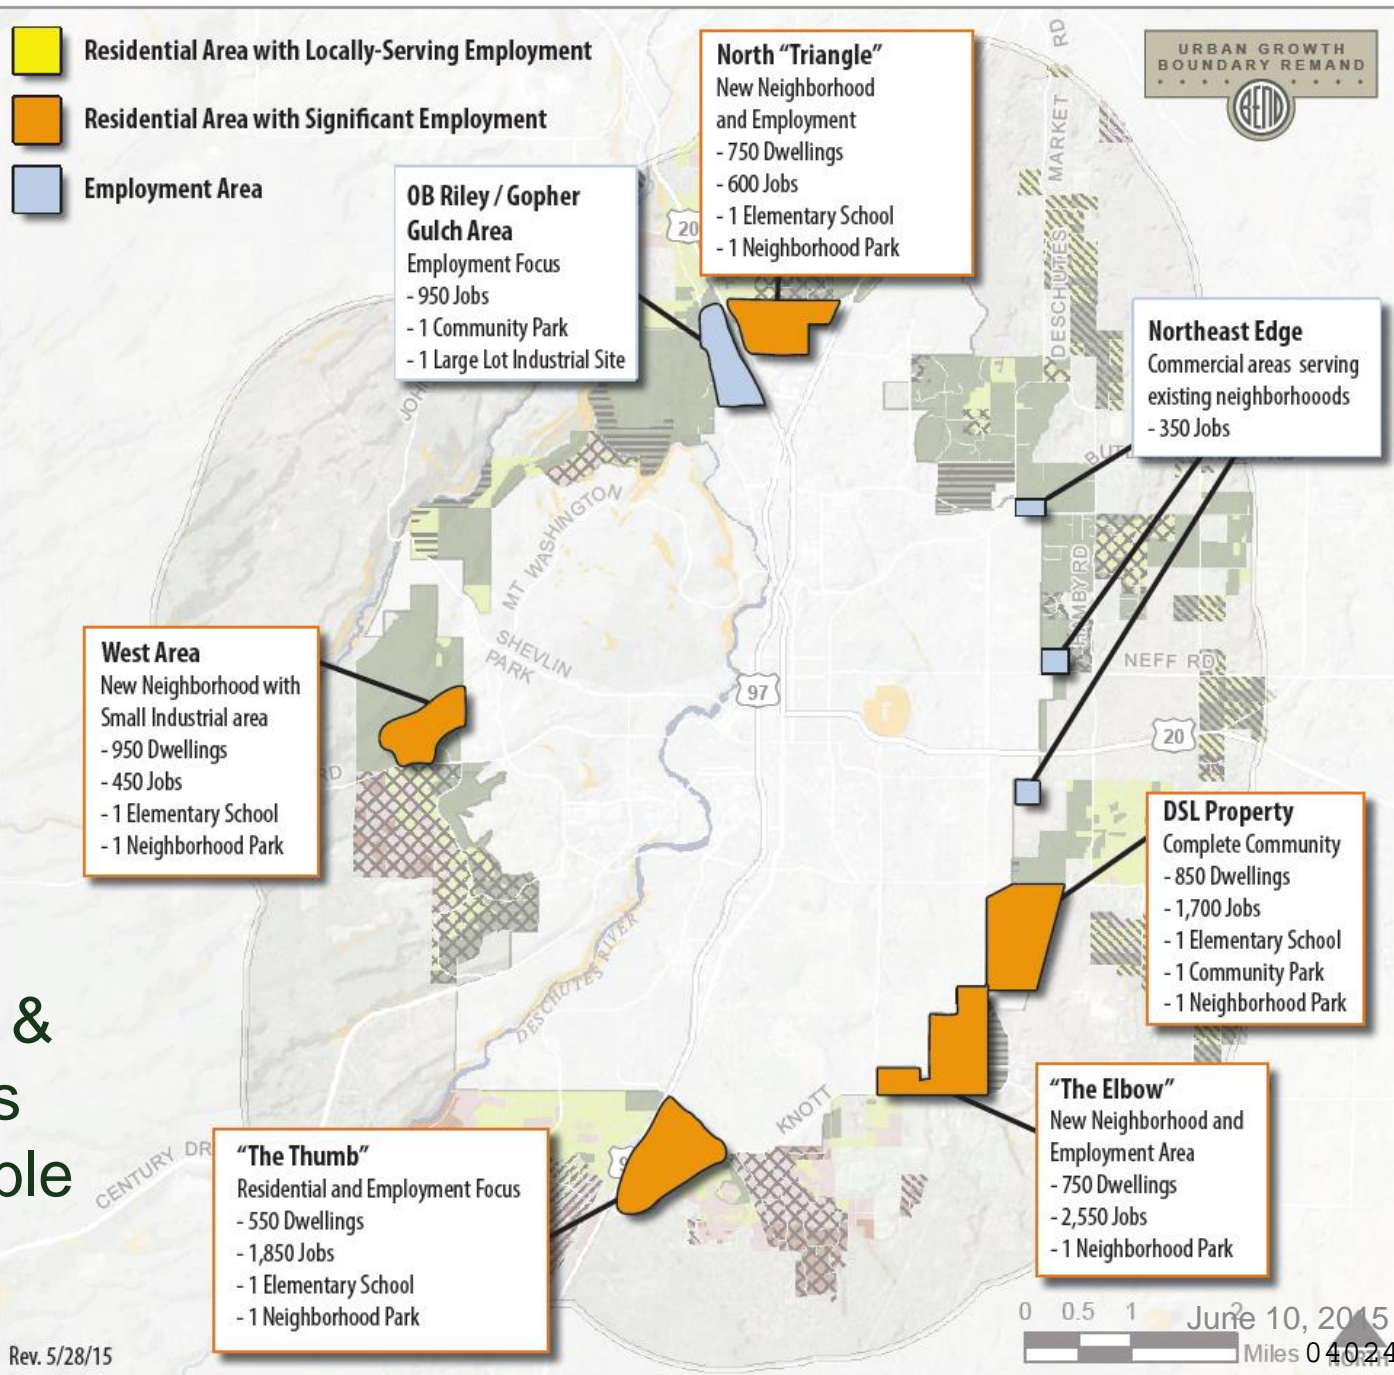 Residential Area with Locally-Serving Employment
Residential Area with Significant Employment
Employment Area
URBAN GROWTH
BOUNDARY REMAND
BEND
North “Triangle”
New Neighborhood
and Employment
- 750 Dwellings
- 600 Jobs
- 1 Elementary School
- 1 Neighborhood Park
OB Riley / Gopher
Gulch Area
Employment Focus
- 950 Jobs
- 1 Community Park
- 1 Large Lot Industrial Site
Northeast Edge
Commercial areas serving
existing neighborhooods
- 350 Jobs
West Area
New Neighborhood with
Small Industrial area
- 950 Dwellings
- 450 Jobs
- 1 Elementary School
- 1 Neighborhood Park
DSL Property
Complete Community
- 850 Dwellings
- 1,700 Jobs
- 1 Elementary School
- 1 Community Park
- 1 Neighborhood Park
“The Elbow”
New Neighborhood and
Employment Area
- 750 Dwellings
- 2,550 Jobs
- 1 Neighborhood Park
“The Thumb”
Residential and Employment Focus
- 550 Dwellings
- 1,850 Jobs
- 1 Elementary School
- 1 Neighborhood Park
DESCHUTES MARKET RD
20
MT WASHINGTON
SHEVLIN
PARK
97
HAMBY RD
NEFF RD
20
RD
DESCHUTES RIVER
KNOTT
CENTURY DR
&
s
ple
0 0.5 1 2
Miles
NORTH
June 10, 2015
04024
Rev. 5/28/15